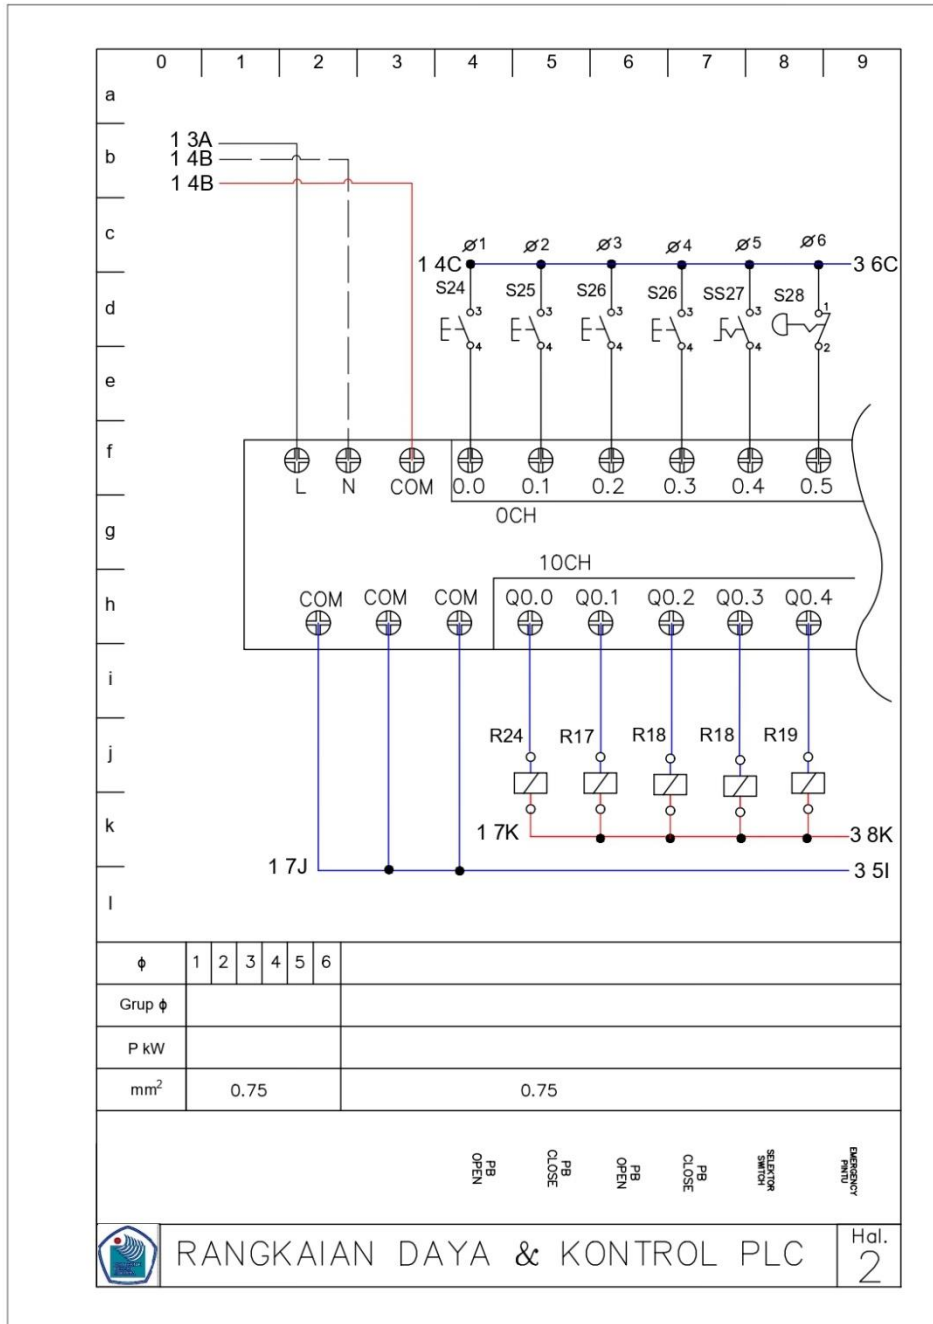 0 1 2 3 4 5 6 7 8 9
a
b
c
d
e
f
g
h
i
j
k
l
1 3A
1 4B
1 4B
Ø1 Ø2 Ø3 Ø4 Ø5 Ø6
1 4C 3 6C
S24 S25 S26 S26 SS27 S28
3 3 3 3 3 1
4 4 4 4 4 2
L N COM 0.0 0.1 0.2 0.3 0.4 0.5
0CH
10CH
COM COM COM Q0.0 Q0.1 Q0.2 Q0.3 Q0.4
R24 R17 R18 R18 R19
1 7K 3 8K
1 7J 3 5I
ϕ 1 2 3 4 5 6
Grup ϕ
P kW
mm² 0.75 0.75
PB OPEN
PB CLOSE
PB OPEN
PB CLOSE
SELEKTOR SWITCH
EMERGENCY PINTU
RANGKAIAN DAYA & KONTROL PLC
Hal.
2